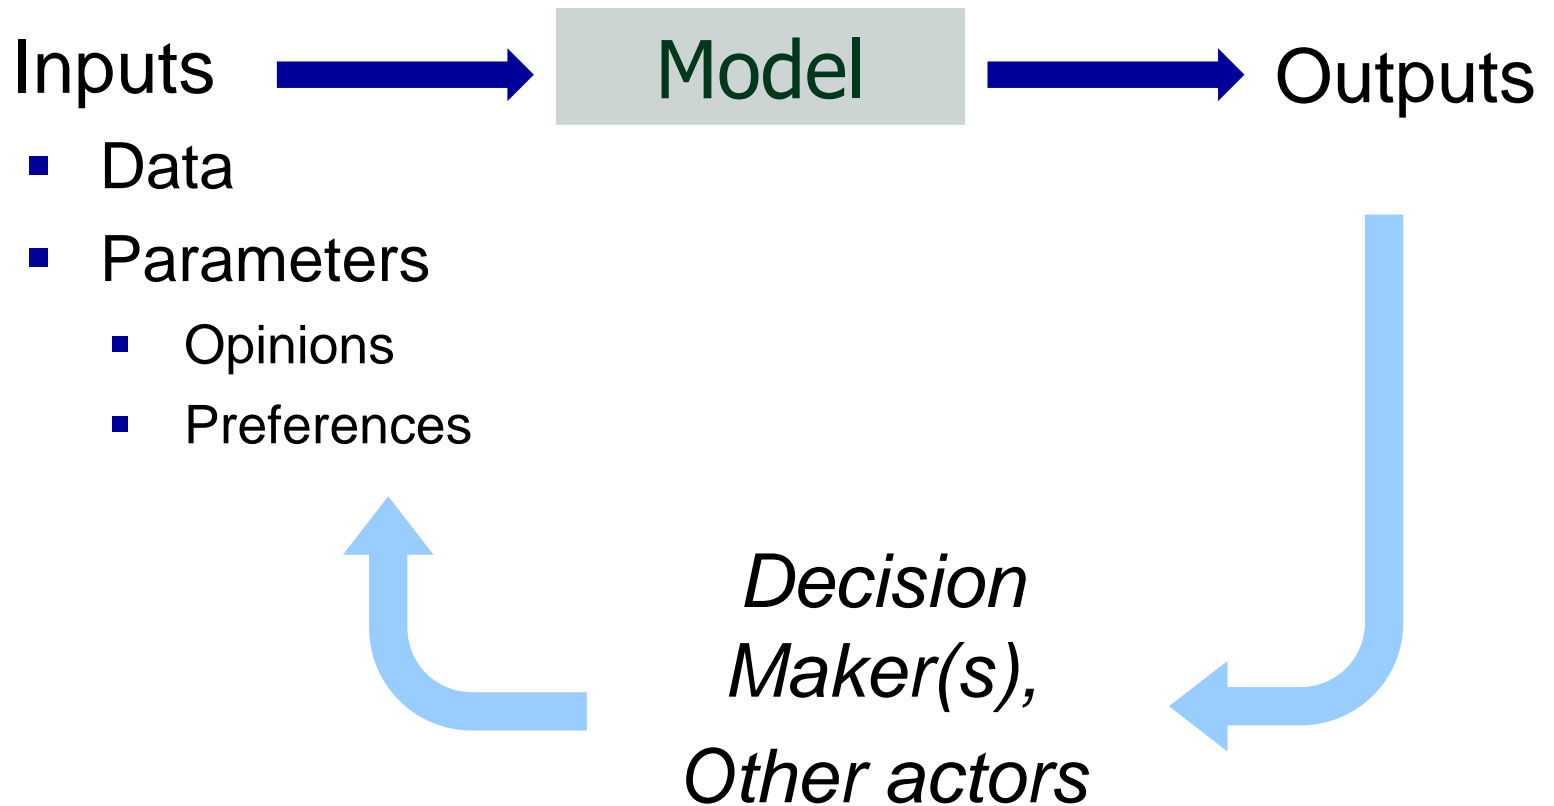 Inputs
Model
Outputs
Data
Parameters
Opinions
Preferences
Decision
Maker(s),
Other actors